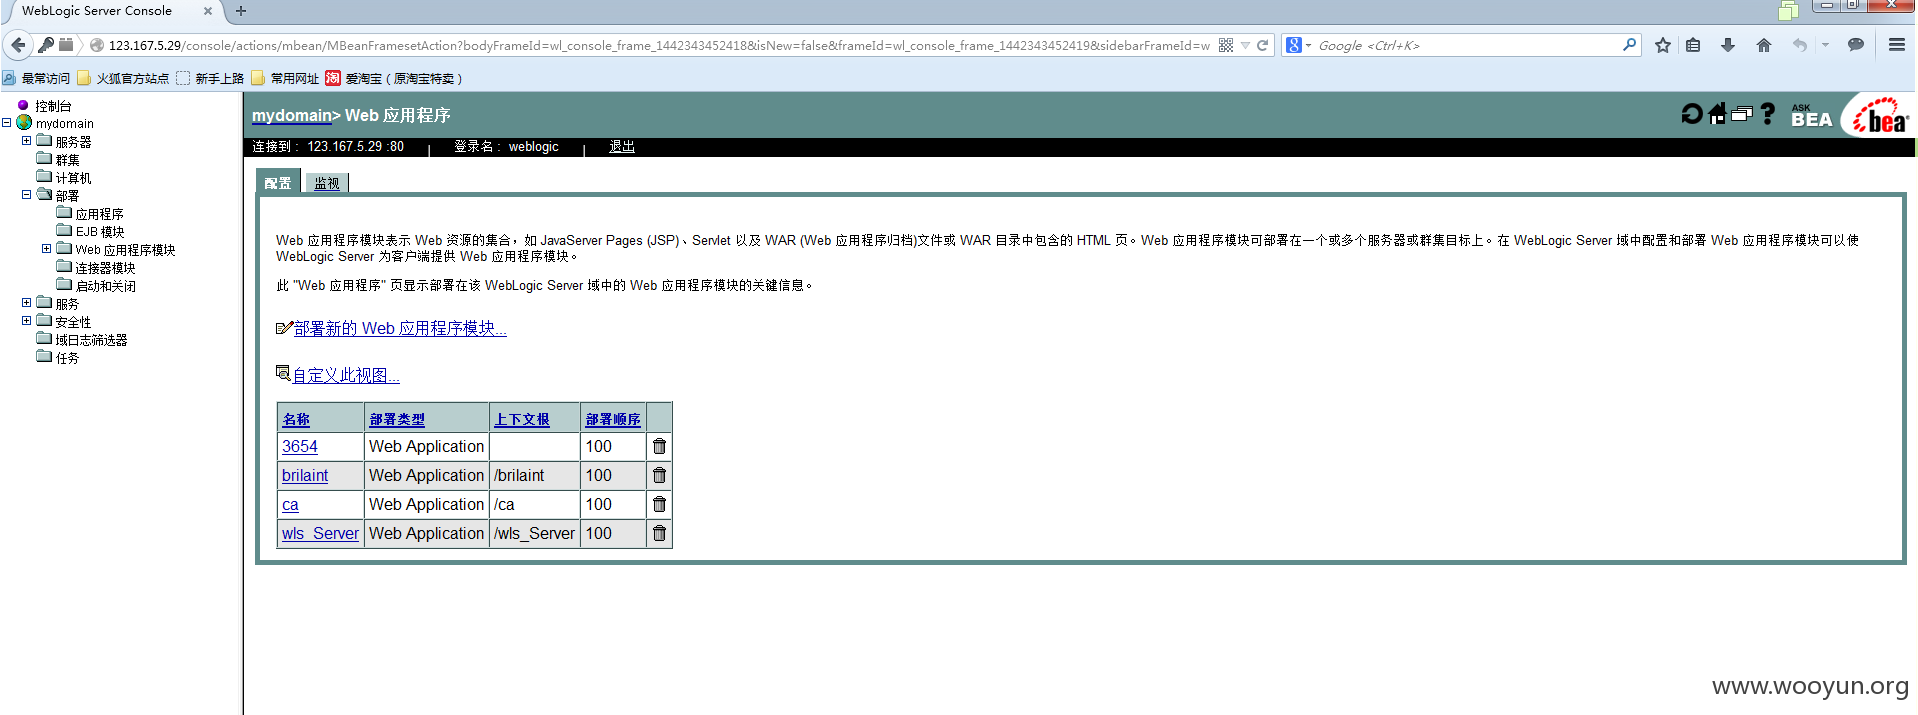 WebLogic Server Console
123.167.5.29/console/actions/mbean/MBeanFramesetAction?bodyFrameId=wl_console_frame_1442343452418&isNew=false&frameId=wl_console_frame_1442343452419&sidebarFrameId=w
Google <Ctrl+K>
最常访问 火狐官方站点 新手上路 常用网址 爱淘宝（原淘宝特卖）
控制台
mydomain
服务器
群集
计算机
部署
应用程序
EJB 模块
Web 应用程序模块
连接器模块
启动和关闭
服务
安全性
域日志筛选器
任务
mydomain> Web 应用程序
ASK BEA
bea
连接到： 123.167.5.29 :80 | 登录名： weblogic | 退出
配置 监视
Web 应用程序模块表示 Web 资源的集合，如 JavaServer Pages (JSP)、Servlet 以及 WAR (Web 应用程序归档)文件或 WAR 目录中包含的 HTML 页。Web 应用程序模块可部署在一个或多个服务器或群集目标上。在 WebLogic Server 域中配置和部署 Web 应用程序模块可以使
WebLogic Server 为客户端提供 Web 应用程序模块。
此 "Web 应用程序" 页显示部署在该 WebLogic Server 域中的 Web 应用程序模块的关键信息。
部署新的 Web 应用程序模块...
自定义此视图...
名称 部署类型 上下文根 部署顺序
3654 Web Application 100
brilaint Web Application /brilaint 100
ca Web Application /ca 100
wls_Server Web Application /wls_Server 100
www.wooyun.org